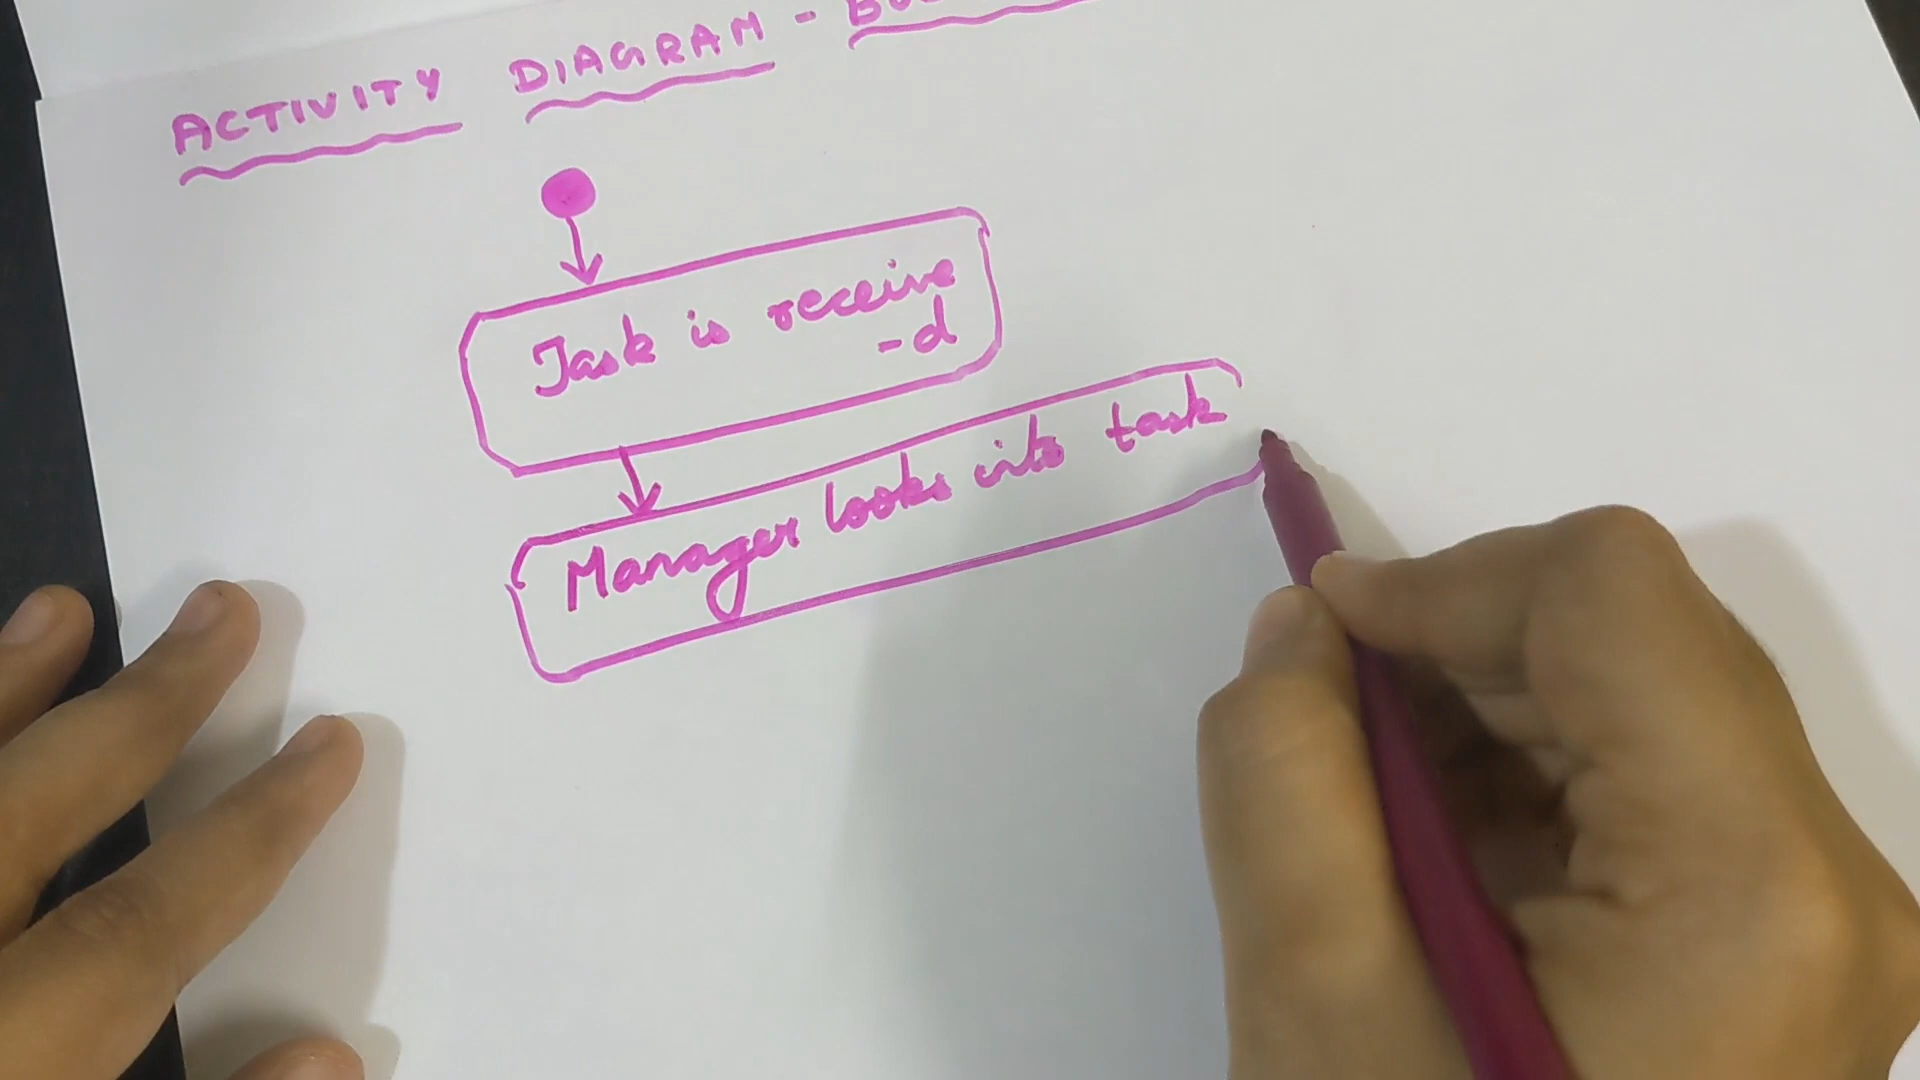 ACTIVITY DIAGRAM -
Task is receive
-d
Manager looks into task